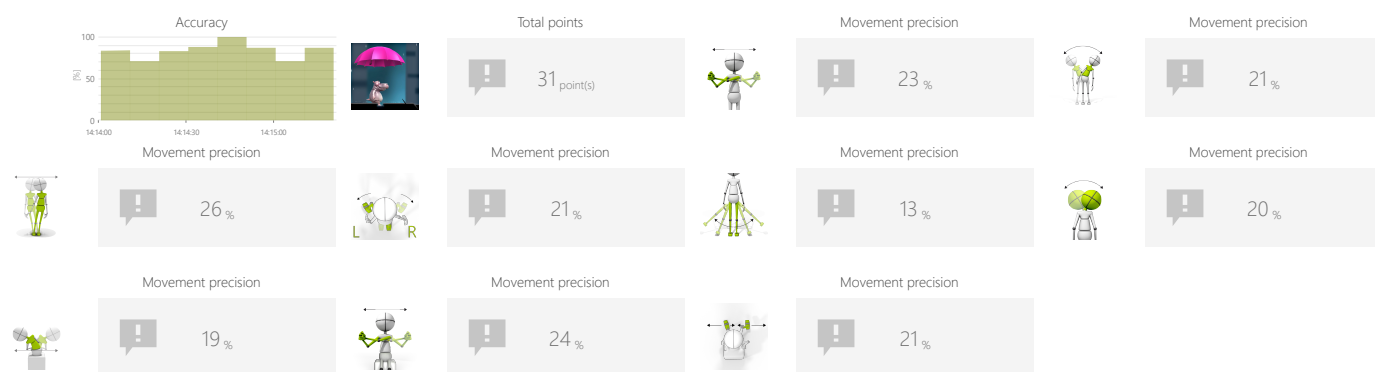 Accuracy
Total points
Movement precision
Movement precision
100
[%]
50
0
14:14:00
14:14:30
14:15:00
31 point(s)
23 %
21 %
Movement precision
Movement precision
Movement precision
Movement precision
26 %
L
R
21 %
13 %
20 %
Movement precision
Movement precision
Movement precision
19 %
24 %
21 %